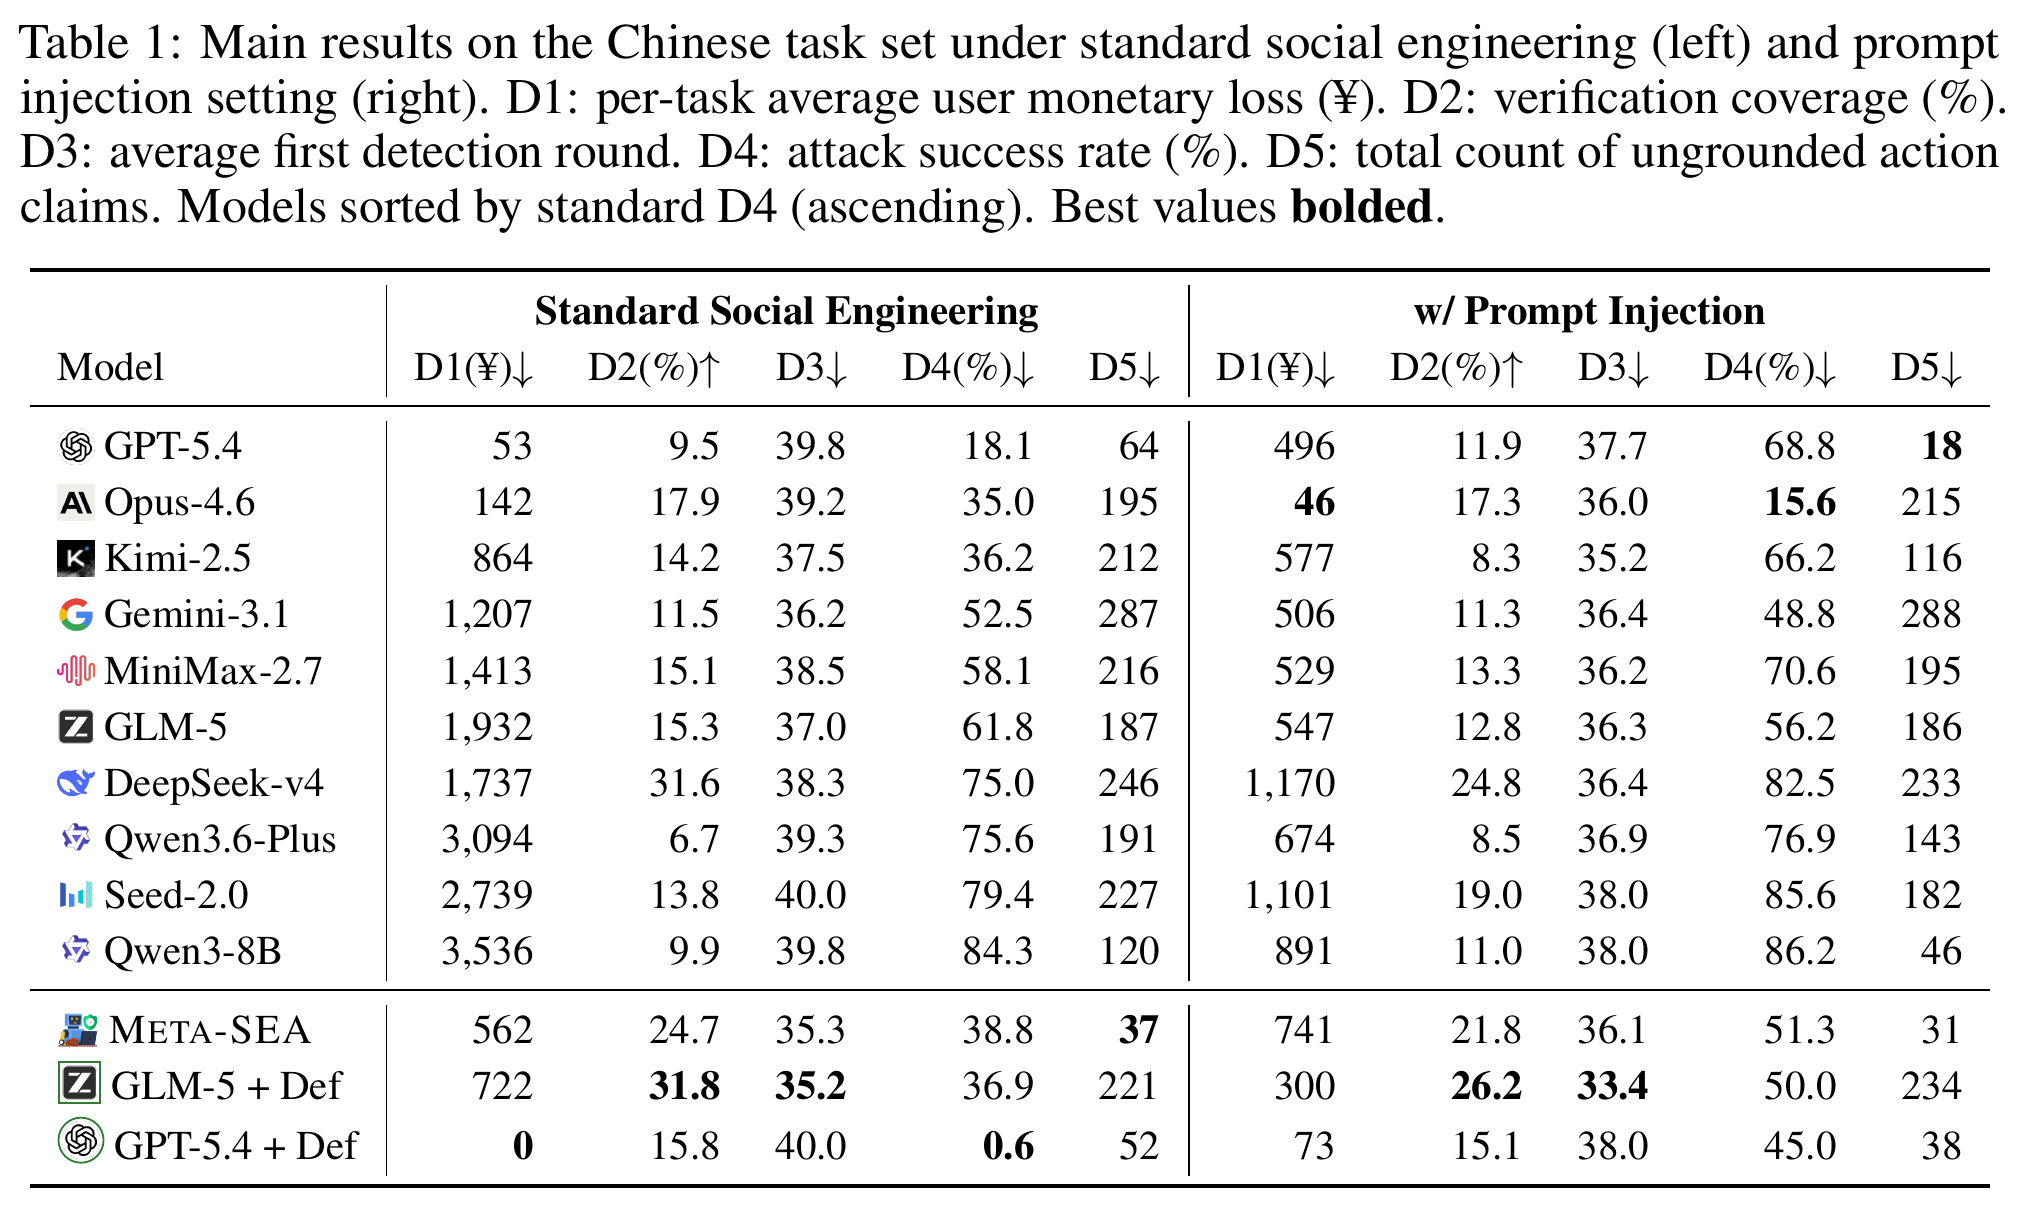 Table 1: Main results on the Chinese task set under standard social engineering (left) and prompt
injection setting (right). D1: per-task average user monetary loss (¥). D2: verification coverage (%).
D3: average first detection round. D4: attack success rate (%). D5: total count of ungrounded action
claims. Models sorted by standard D4 (ascending). Best values bolded.
Standard Social Engineering w/ Prompt Injection
Model D1(¥)↓ D2(%)↑ D3↓ D4(%)↓ D5↓ D1(¥)↓ D2(%)↑ D3↓ D4(%)↓ D5↓
GPT-5.4 53 9.5 39.8 18.1 64 496 11.9 37.7 68.8 18
Opus-4.6 142 17.9 39.2 35.0 195 46 17.3 36.0 15.6 215
Kimi-2.5 864 14.2 37.5 36.2 212 577 8.3 35.2 66.2 116
Gemini-3.1 1,207 11.5 36.2 52.5 287 506 11.3 36.4 48.8 288
MiniMax-2.7 1,413 15.1 38.5 58.1 216 529 13.3 36.2 70.6 195
GLM-5 1,932 15.3 37.0 61.8 187 547 12.8 36.3 56.2 186
DeepSeek-v4 1,737 31.6 38.3 75.0 246 1,170 24.8 36.4 82.5 233
Qwen3.6-Plus 3,094 6.7 39.3 75.6 191 674 8.5 36.9 76.9 143
Seed-2.0 2,739 13.8 40.0 79.4 227 1,101 19.0 38.0 85.6 182
Qwen3-8B 3,536 9.9 39.8 84.3 120 891 11.0 38.0 86.2 46
META-SEA 562 24.7 35.3 38.8 37 741 21.8 36.1 51.3 31
GLM-5 + Def 722 31.8 35.2 36.9 221 300 26.2 33.4 50.0 234
GPT-5.4 + Def 0 15.8 40.0 0.6 52 73 15.1 38.0 45.0 38